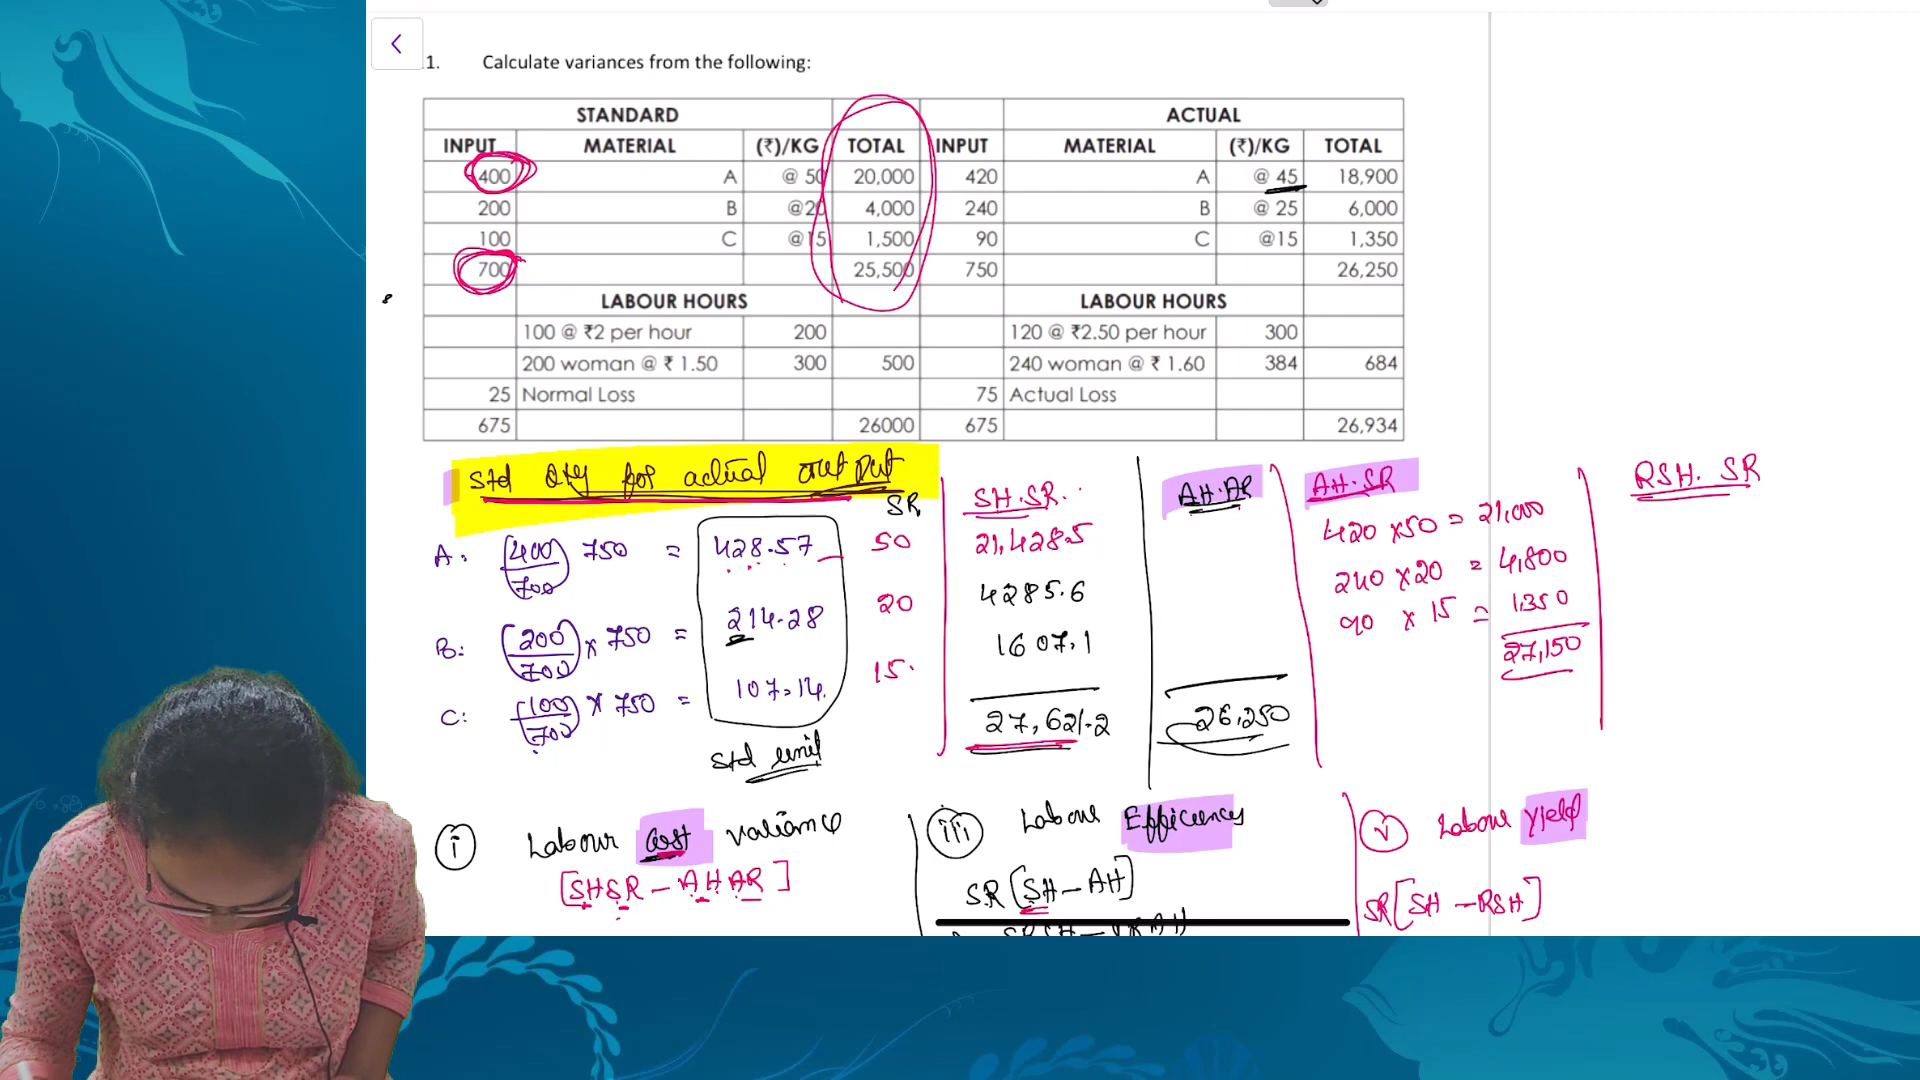 1. Calculate variances from the following:
STANDARD ACTUAL
INPUT MATERIAL (₹)/KG TOTAL INPUT MATERIAL (₹)/KG TOTAL
400 A @ 50 20,000 420 A @ 45 18,900
200 B @20 4,000 240 B @ 25 6,000
100 C @15 1,500 90 C @15 1,350
700 25,500 750 26,250
LABOUR HOURS LABOUR HOURS
100 @ ₹2 per hour 200 120 @ ₹2.50 per hour 300
200 woman @ ₹ 1.50 300 500 240 woman @ ₹ 1.60 384 684
25 Normal Loss 75 Actual Loss
675 26000 675 26,934
Std Qty for actual output
SR SH.SR. AH.AR AH.SR RSH.SR
A: (400/700) 750 = 428.57 50 21,428.5 420 x50 = 21,000
B: (200/700) x 750 = 214.28 20 4285.6 240 x20 = 4,800
C: (100/700) x 750 = 107.14. 15. 1607.1 90 x 15 = 1350
27,621.2 26,250 27,150
Std unit
i Labour Cost variance
[SHSR - AHAR]
iii Labour Efficiency
SR[SH-AH]
v Labour Yield
SR[SH-RSH]